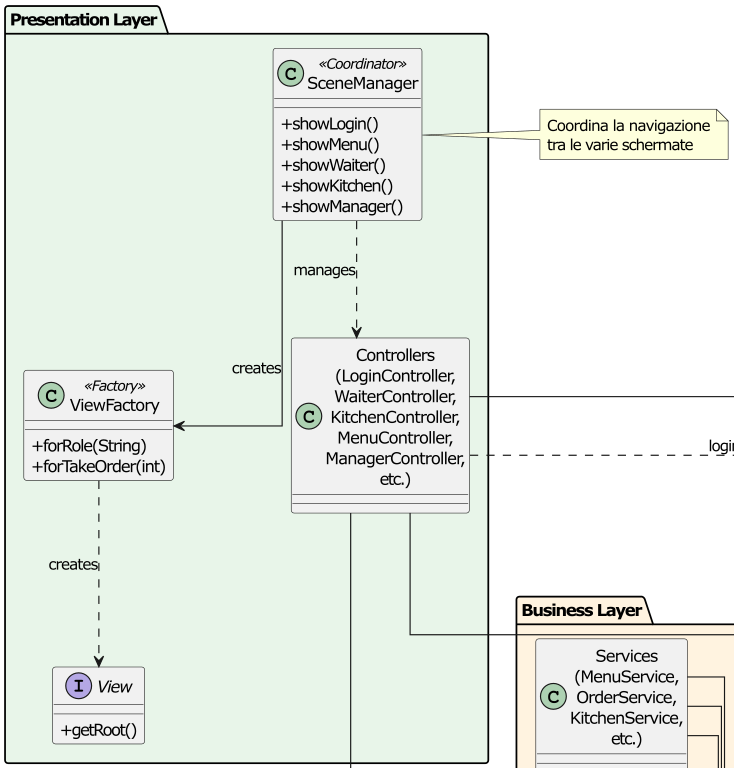 Presentation Layer
C
«Coordinator»
SceneManager
+showLogin()
+showMenu()
+showWaiter()
+showKitchen()
+showManager()
Coordina la navigazione
tra le varie schermate
manages
creates
C
Controllers
(LoginController,
WaiterController,
KitchenController,
MenuController,
ManagerController,
etc.)
C
«Factory»
ViewFactory
+forRole(String)
+forTakeOrder(int)
login
creates
I
View
+getRoot()
Business Layer
C
Services
(MenuService,
OrderService,
KitchenService,
etc.)